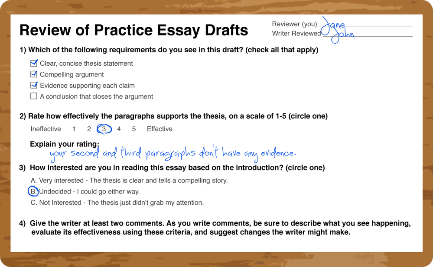 Review of Practice Essay Drafts
Reviewer (you) Jane
Writer Reviewed John
1) Which of the following requirements do you see in this draft? (check all that apply)
Clear, concise thesis statement
Compelling argument
Evidence supporting each claim
A conclusion that closes the argument
2) Rate how effectively the paragraphs supports the thesis, on a scale of 1-5 (circle one)
Ineffective 1 2 3 4 5 Effective
Explain your rating:
your second and third paragraphs don't have any evidence.
3) How interested are you in reading this essay based on the introduction? (circle one)
A. Very interested - The thesis is clear and tells a compelling story.
B. Undecided - I could go either way.
C. Not Interested - The thesis just didn't grab my attention.
4) Give the writer at least two comments. As you write comments, be sure to describe what you see happening,
evaluate its effectiveness using these criteria, and suggest changes the writer might make.